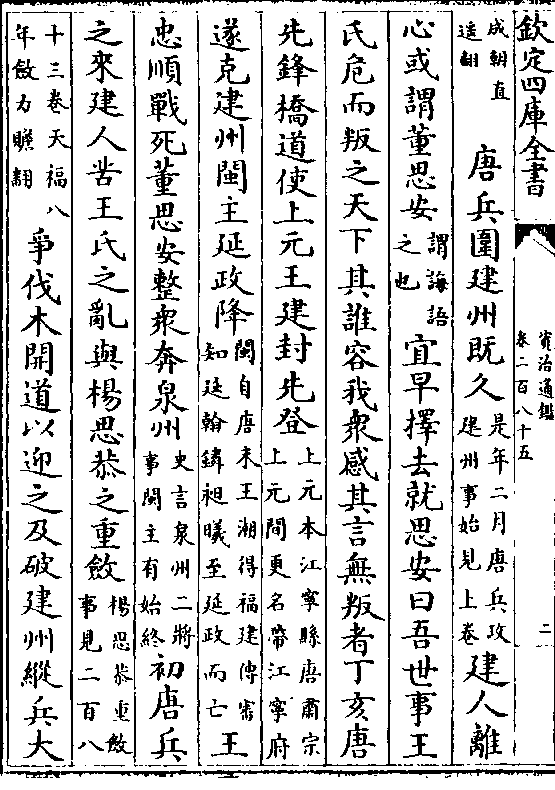 欽定四庫全書
資治通鑑
卷二百八十五
二
成朝直遥翻 唐兵圍建州既久是年二月唐兵攻建州事始見上卷建人離
心或謂董思安謂誨語之也宜早擇去就思安曰吾世事王
氏危而叛之天下其誰容我衆感其言無叛者丁亥唐
先鋒橋道使上元王建封先登上元本江寧縣唐肅宗上元間更名帶江寧府
遂克建州閩主延政降閩自唐末王潮得福建傳審知延翰鏻昶曦至延政而亡王
忠順戰死董思安整衆奔泉州史言泉州二將事閩主有始終初唐兵
之來建人苦王氏之亂與楊思恭之重斂楊思恭重斂事見二百八
十三卷天福八年斂力贍翻爭伐木開道以迎之及破建州縱兵大